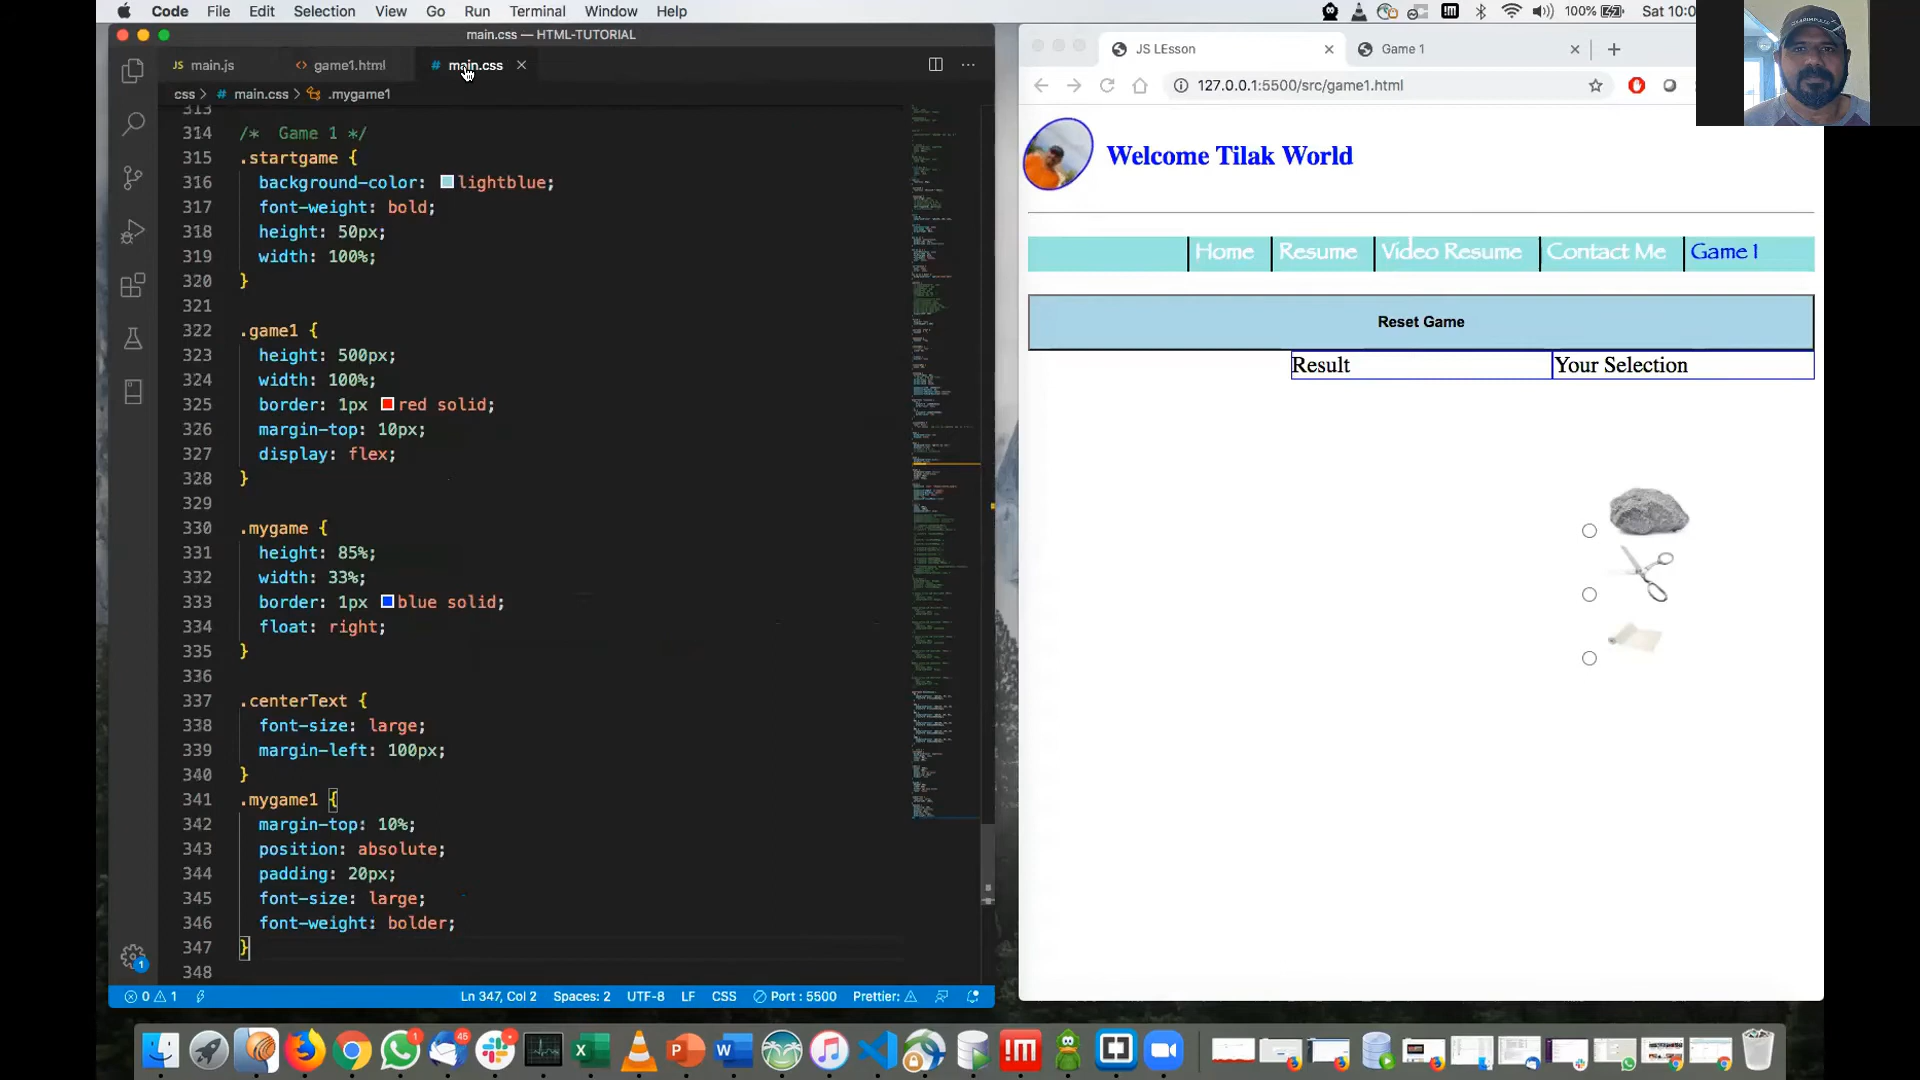 Code File Edit Selection View Go Run Terminal Window Help
100% Sat 10:0
main.css — HTML-TUTORIAL
JS main.js <> game1.html # main.css
css > # main.css > .mygame1
313
314 /*  Game 1 */
315 .startgame {
316 background-color: lightblue;
317 font-weight: bold;
318 height: 50px;
319 width: 100%;
320 }
321
322 .game1 {
323 height: 500px;
324 width: 100%;
325 border: 1px red solid;
326 margin-top: 10px;
327 display: flex;
328 }
329
330 .mygame {
331 height: 85%;
332 width: 33%;
333 border: 1px blue solid;
334 float: right;
335 }
336
337 .centerText {
338 font-size: large;
339 margin-left: 100px;
340 }
341 .mygame1 {
342 margin-top: 10%;
343 position: absolute;
344 padding: 20px;
345 font-size: large;
346 font-weight: bolder;
347 }
348
1
0 1 Ln 347, Col 2 Spaces: 2 UTF-8 LF CSS Port : 5500 Prettier:
JS LEsson Game 1
127.0.0.1:5500/src/game1.html
Welcome Tilak World
Home Resume Video Resume Contact Me Game 1
Reset Game
Result Your Selection
1 45 X P W !M